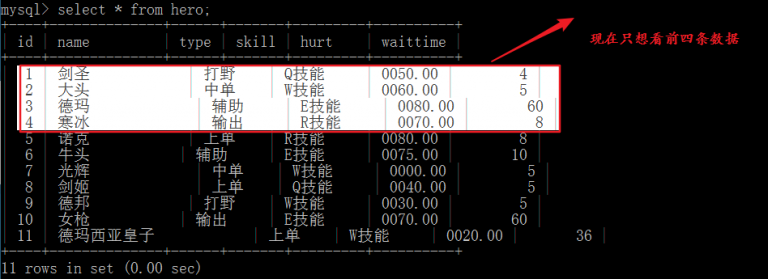 mysql> select * from hero;
+----+------+------+-------+------+----------+
| id | name | type | skill | hurt | waittime |
+----+------+------+-------+------+----------+
| 1 | 剑圣 | 打野 | Q技能 | 0050.00 | 4 |
| 2 | 大头 | 中单 | W技能 | 0060.00 | 5 |
| 3 | 德玛 | 辅助 | E技能 | 0080.00 | 60 |
| 4 | 寒冰 | 输出 | R技能 | 0070.00 | 8 |
| 5 | 诺克 | 上单 | R技能 | 0080.00 | 8 |
| 6 | 牛头 | 辅助 | E技能 | 0075.00 | 10 |
| 7 | 光辉 | 中单 | W技能 | 0000.00 | 5 |
| 8 | 剑姬 | 上单 | Q技能 | 0040.00 | 5 |
| 9 | 德邦 | 打野 | W技能 | 0030.00 | 5 |
| 10 | 女枪 | 输出 | E技能 | 0070.00 | 60 |
| 11 | 德玛西亚皇子 | 上单 | W技能 | 0020.00 | 36 |
+----+------+------+-------+------+----------+
11 rows in set (0.00 sec)
现在只想看前四条数据